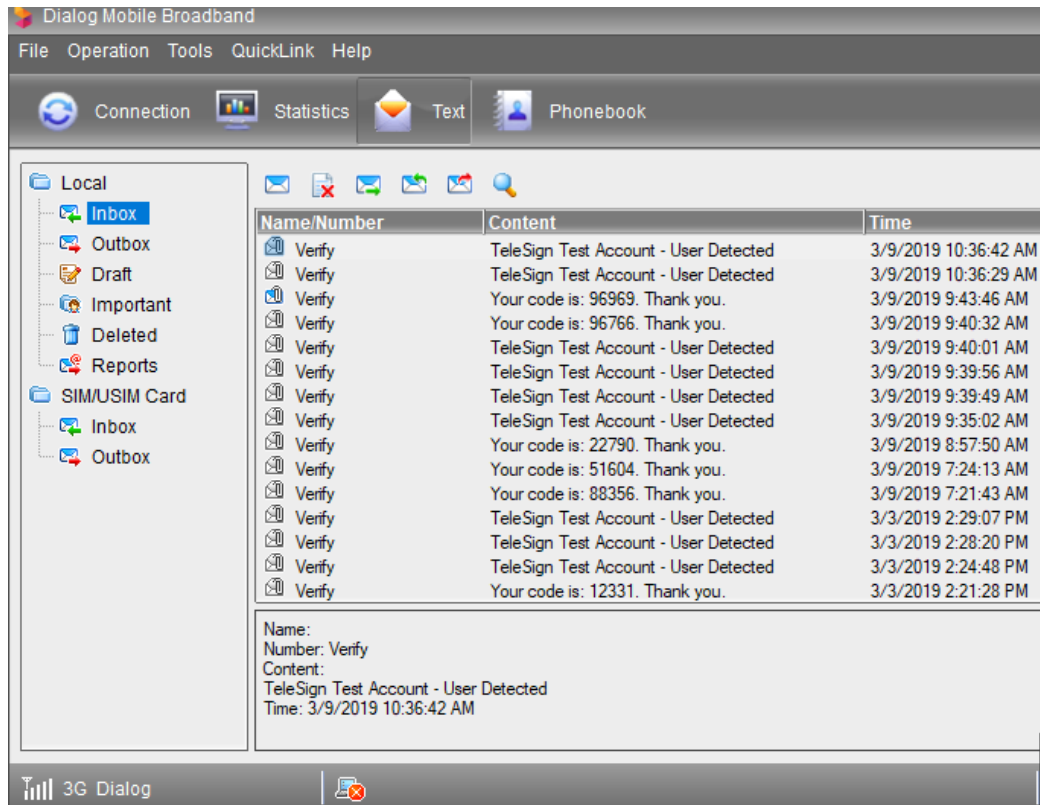 Dialog Mobile Broadband
File Operation Tools QuickLink Help
Connection Statistics Text Phonebook
Local
Inbox
Outbox
Draft
Important
Deleted
Reports
SIM/USIM Card
Inbox
Outbox
Name/Number Content Time
Verify TeleSign Test Account - User Detected 3/9/2019 10:36:42 AM
Verify TeleSign Test Account - User Detected 3/9/2019 10:36:29 AM
Verify Your code is: 96969. Thank you. 3/9/2019 9:43:46 AM
Verify Your code is: 96766. Thank you. 3/9/2019 9:40:32 AM
Verify TeleSign Test Account - User Detected 3/9/2019 9:40:01 AM
Verify TeleSign Test Account - User Detected 3/9/2019 9:39:56 AM
Verify TeleSign Test Account - User Detected 3/9/2019 9:39:49 AM
Verify TeleSign Test Account - User Detected 3/9/2019 9:35:02 AM
Verify Your code is: 22790. Thank you. 3/9/2019 8:57:50 AM
Verify Your code is: 51604. Thank you. 3/9/2019 7:24:13 AM
Verify Your code is: 88356. Thank you. 3/9/2019 7:21:43 AM
Verify TeleSign Test Account - User Detected 3/3/2019 2:29:07 PM
Verify TeleSign Test Account - User Detected 3/3/2019 2:28:20 PM
Verify TeleSign Test Account - User Detected 3/3/2019 2:24:48 PM
Verify Your code is: 12331. Thank you. 3/3/2019 2:21:28 PM
Name:
Number: Verify
Content:
TeleSign Test Account - User Detected
Time: 3/9/2019 10:36:42 AM
3G Dialog